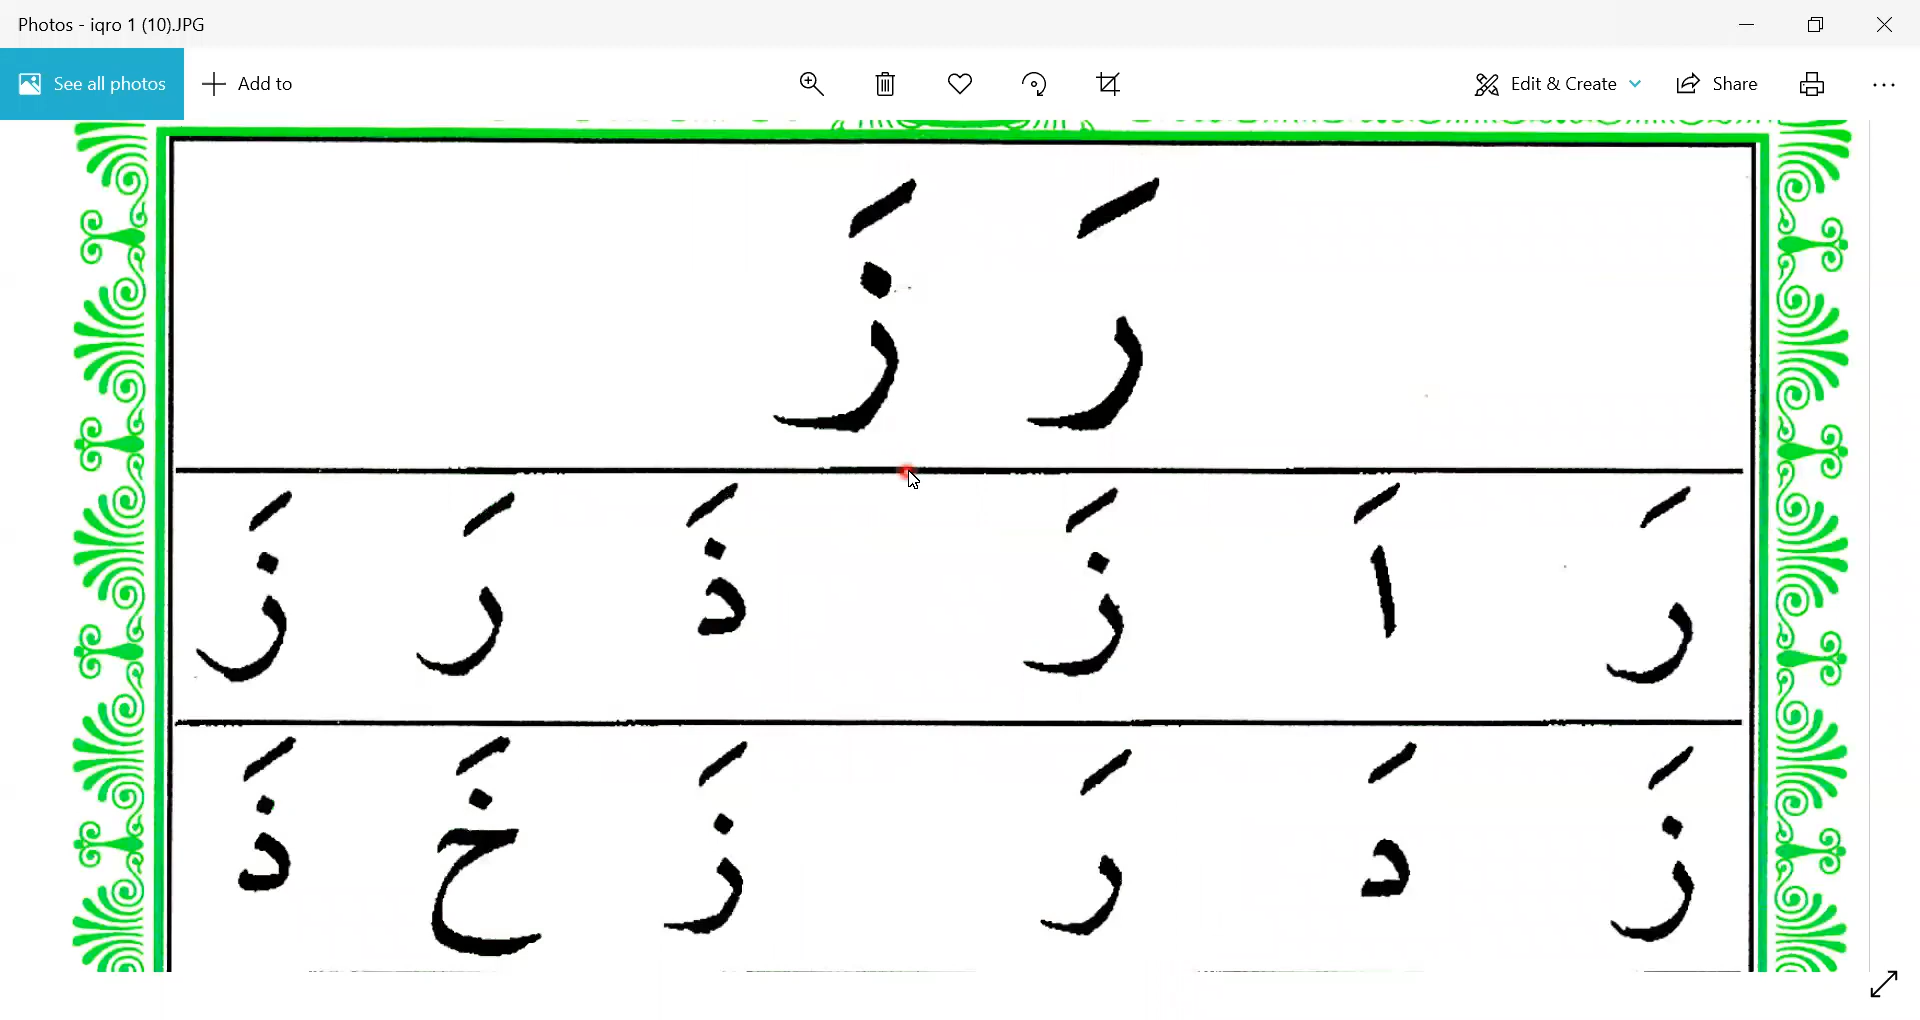 Photos - iqro 1 (10).JPG
See all photos
Add to
Edit & Create
Share
رَ زَ
رَ اَ زَ ذَ رَ زَ
زَ دَ رَ زَ خَ ذَ